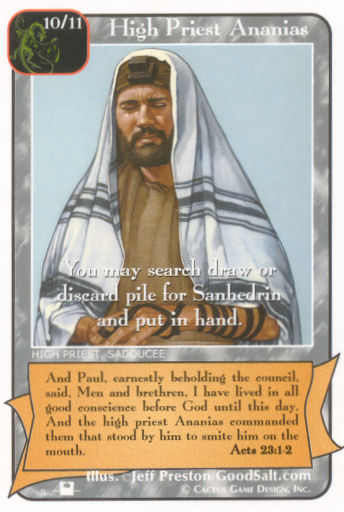 10/11
High Priest Ananias
You may search draw or
discard pile for Sanhedrin
and put in hand.
HIGH PRIEST, SADDUCEE
And Paul, earnestly beholding the council,
said, Men and brethren, I have lived in all
good conscience before God until this day.
And the high priest Ananias commanded
them that stood by him to smite him on the
mouth. Acts 23:1-2
Illus. ©Jeff Preston/GoodSalt.com
© CACTUS GAME DESIGN, INC.